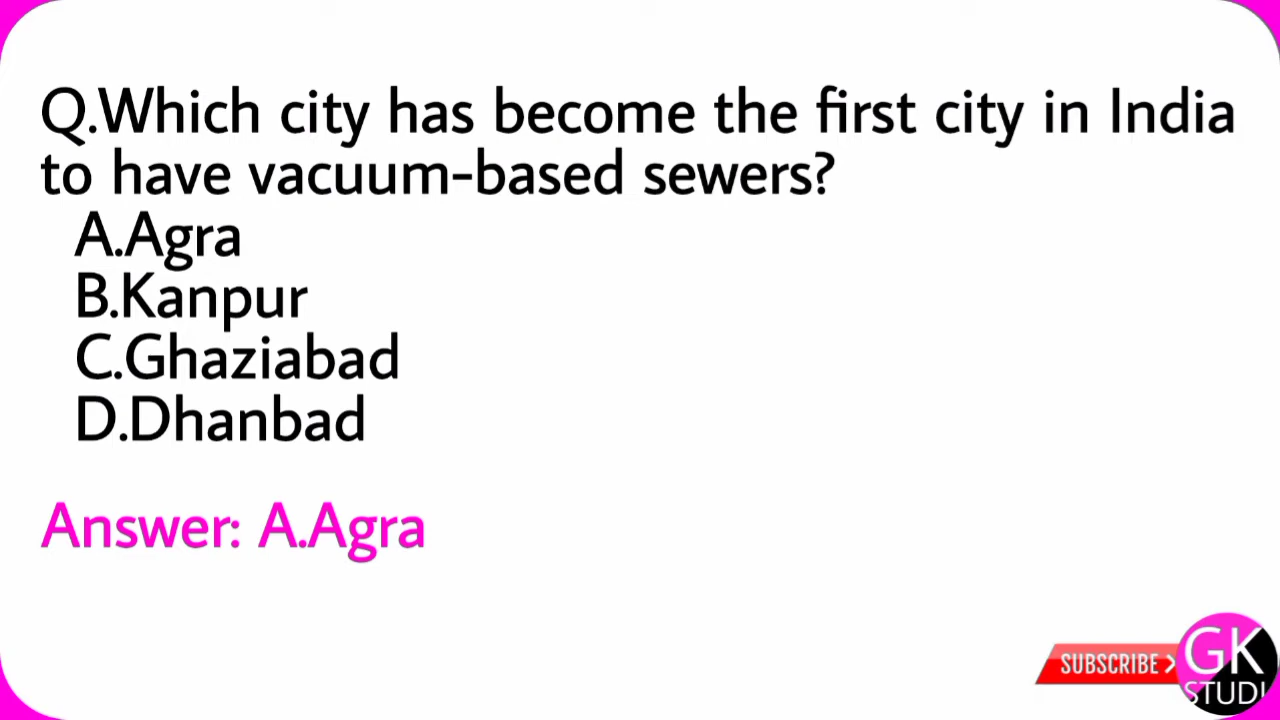 Q.Which city has become the first city in India
to have vacuum-based sewers?
A.Agra
B.Kanpur
C.Ghaziabad
D.Dhanbad
Answer: A.Agra
SUBSCRIBE
GK
STUDI